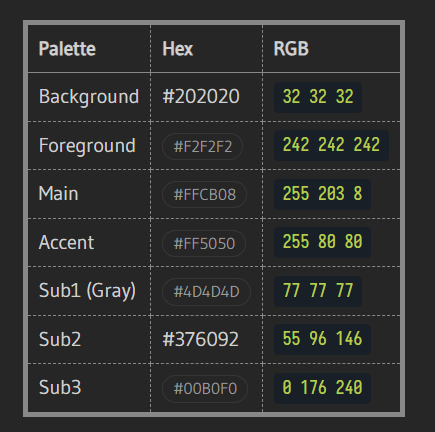 Palette Hex RGB
Background #202020 32 32 32
Foreground #F2F2F2 242 242 242
Main #FFCB08 255 203 8
Accent #FF5050 255 80 80
Sub1 (Gray) #4D4D4D 77 77 77
Sub2 #376092 55 96 146
Sub3 #00B0F0 0 176 240